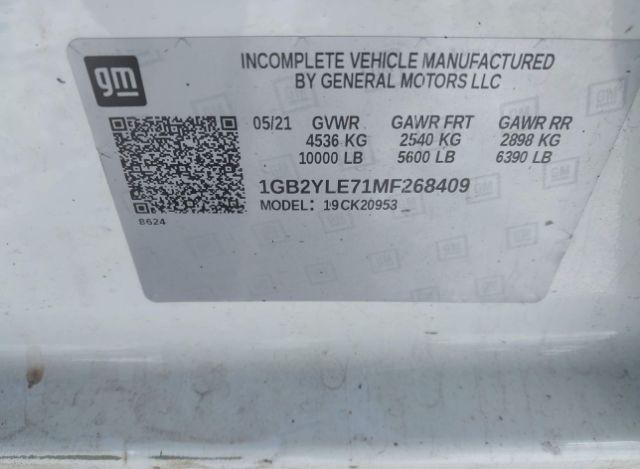 gm
INCOMPLETE VEHICLE MANUFACTURED
BY GENERAL MOTORS LLC
05/21 GVWR GAWR FRT GAWR RR
4536 KG 2540 KG 2898 KG
10000 LB 5600 LB 6390 LB
1GB2YLE71MF268409
MODEL: 19CK20953
8624